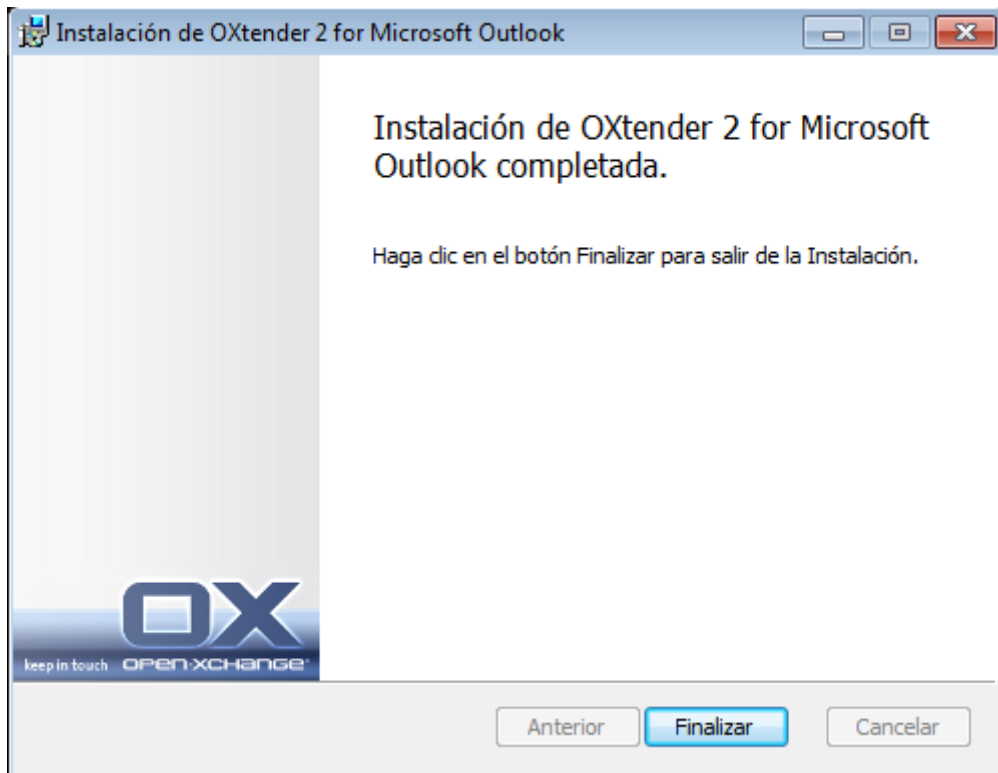 Instalación de OXtender 2 for Microsoft Outlook
Instalación de OXtender 2 for Microsoft
Outlook completada.
Haga clic en el botón Finalizar para salir de la Instalación.
OX
keep in touch OPEN-XCHANGE
Anterior Finalizar Cancelar